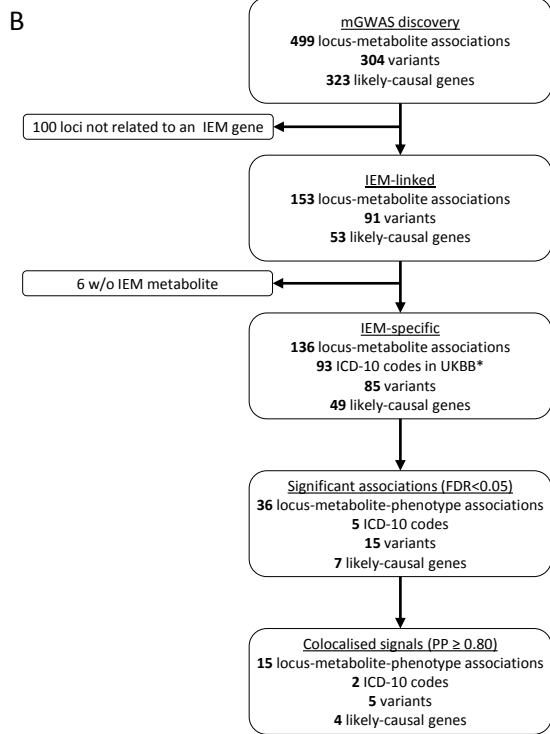 B
mGWAS discovery
499 locus-metabolite associations
304 variants
323 likely-causal genes
100 loci not related to an IEM gene
IEM-linked
153 locus-metabolite associations
91 variants
53 likely-causal genes
6 w/o IEM metabolite
IEM-specific
136 locus-metabolite associations
93 ICD-10 codes in UKBB*
85 variants
49 likely-causal genes
Significant associations (FDR<0.05)
36 locus-metabolite-phenotype associations
5 ICD-10 codes
15 variants
7 likely-causal genes
Colocalised signals (PP ≥ 0.80)
15 locus-metabolite-phenotype associations
2 ICD-10 codes
5 variants
4 likely-causal genes